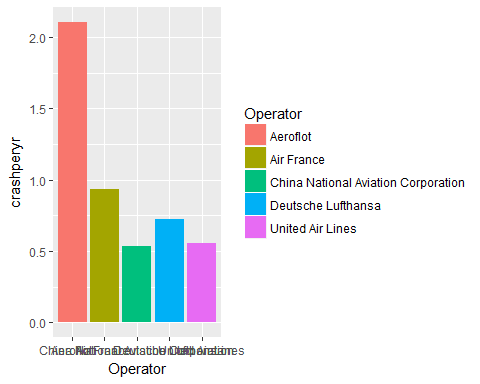 2.0
1.5
1.0
0.5
0.0
crashperyr
Operator
Operator
Aeroflot
Air France
China National Aviation Corporation
Deutsche Lufthansa
United Air Lines